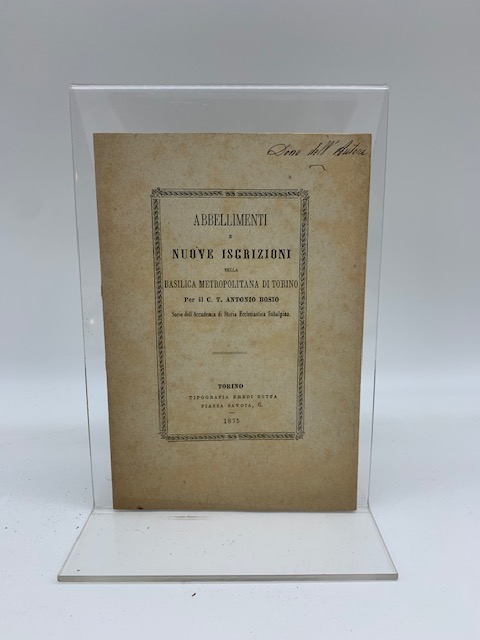 Dono dell'Autore
ABBELLIMENTI
E
NUOVE ISCRIZIONI
NELLA
BASILICA METROPOLITANA DI TORINO
Per il C. T. ANTONIO BOSIO
Socio dell'Accademia di Storia Ecclesiastica Subalpina.
TORINO
TIPOGRAFIA EREDI BOTTA
PIAZZA SAVOIA, 6.
1875